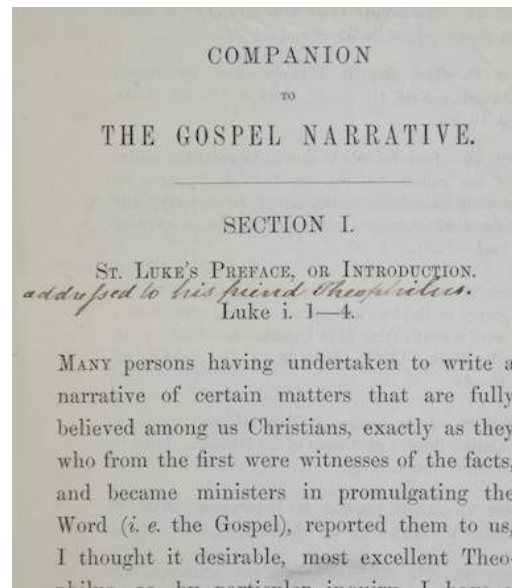 COMPANION
TO
THE GOSPEL NARRATIVE.
SECTION I.
ST. LUKE'S PREFACE, OR INTRODUCTION.
addressed to his friend Theophilus.
Luke i. 1—4.
MANY persons having undertaken to write a
narrative of certain matters that are fully
believed among us Christians, exactly as they
who from the first were witnesses of the facts,
and became ministers in promulgating the
Word (i. e. the Gospel), reported them to us,
I thought it desirable, most excellent Theo-